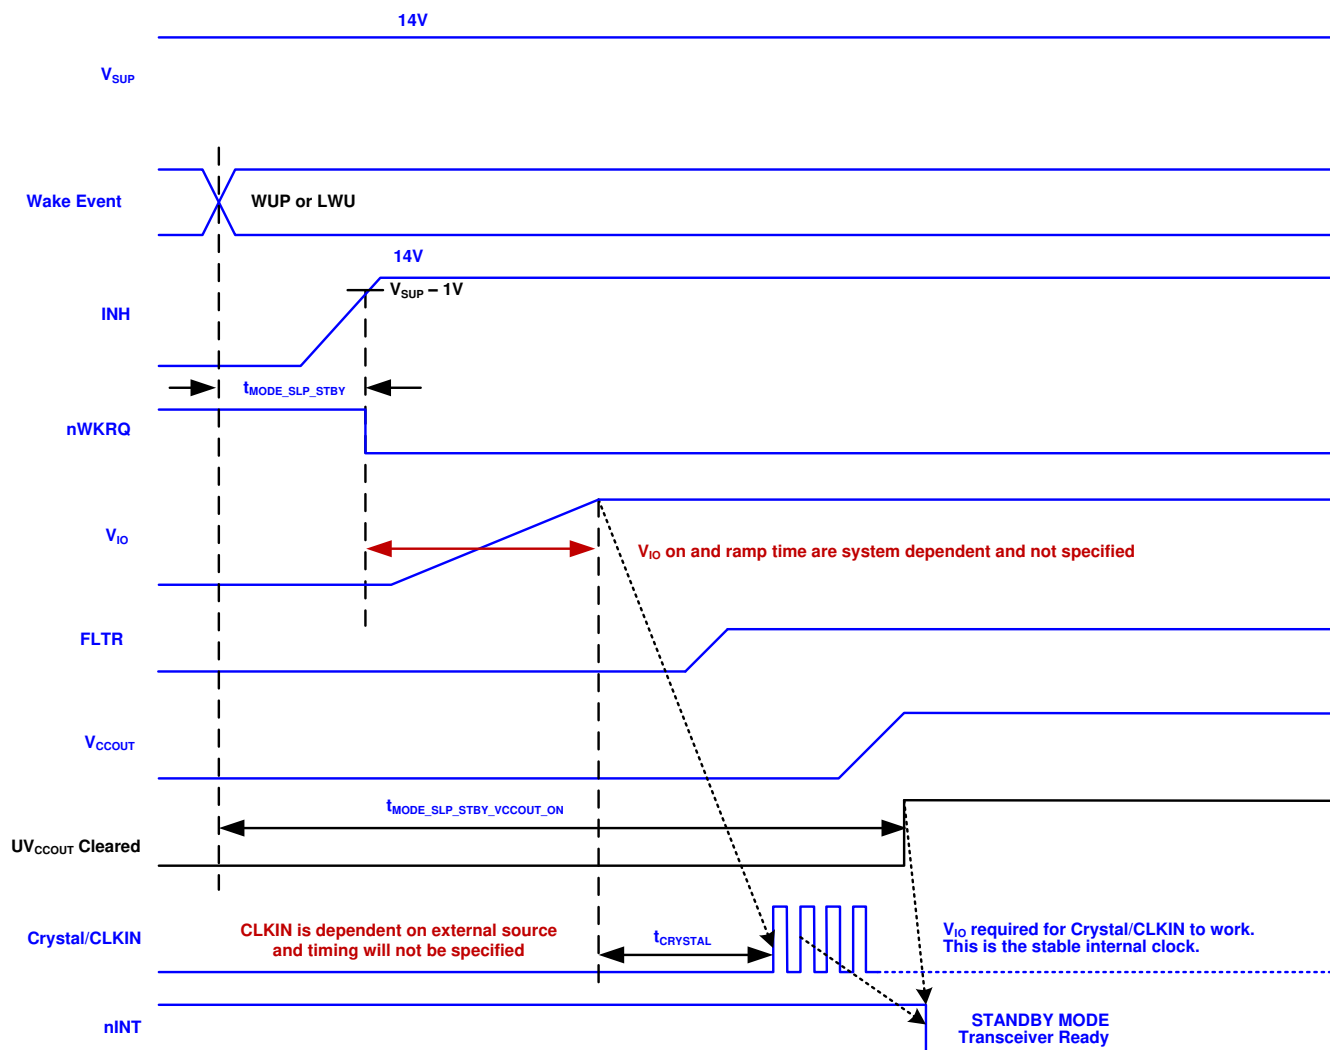 14V
VSUP
Wake Event
WUP or LWU
14V
VSUP – 1V
INH
tMODE_SLP_STBY
nWKRQ
VIO
VIO on and ramp time are system dependent and not specified
FLTR
VCCOUT
tMODE_SLP_STBY_VCCOUT_ON
UVCCOUT Cleared
Crystal/CLKIN
CLKIN is dependent on external source
and timing will not be specified
tCRYSTAL
VIO required for Crystal/CLKIN to work.
This is the stable internal clock.
nINT
STANDBY MODE
Transceiver Ready